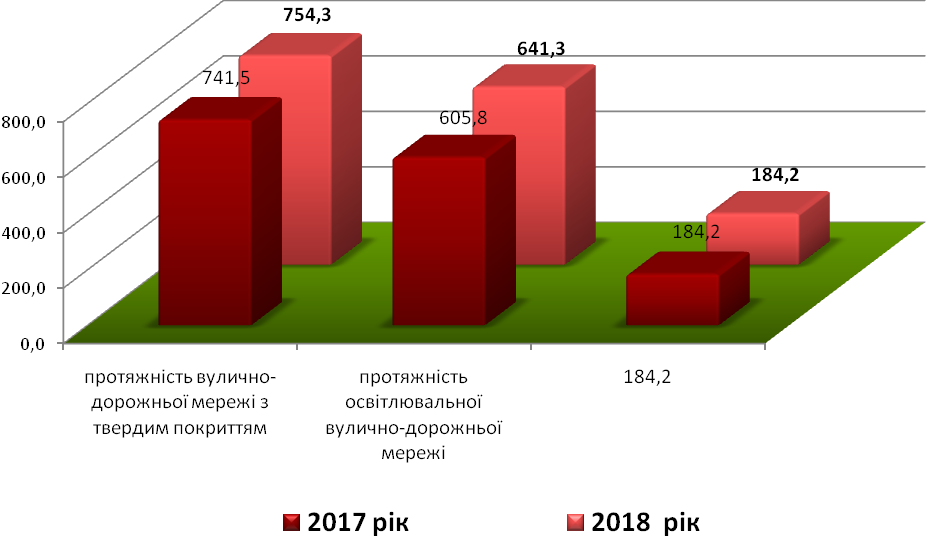 754,3
741,5
641,3
605,8
184,2
184,2
800,0
600,0
400,0
200,0
0,0
протяжність вулично-
дорожньої мережі з
твердим покриттям
протяжність
освітлювальної
вулично-дорожньої
мережі
184,2
2017 рік
2018 рік